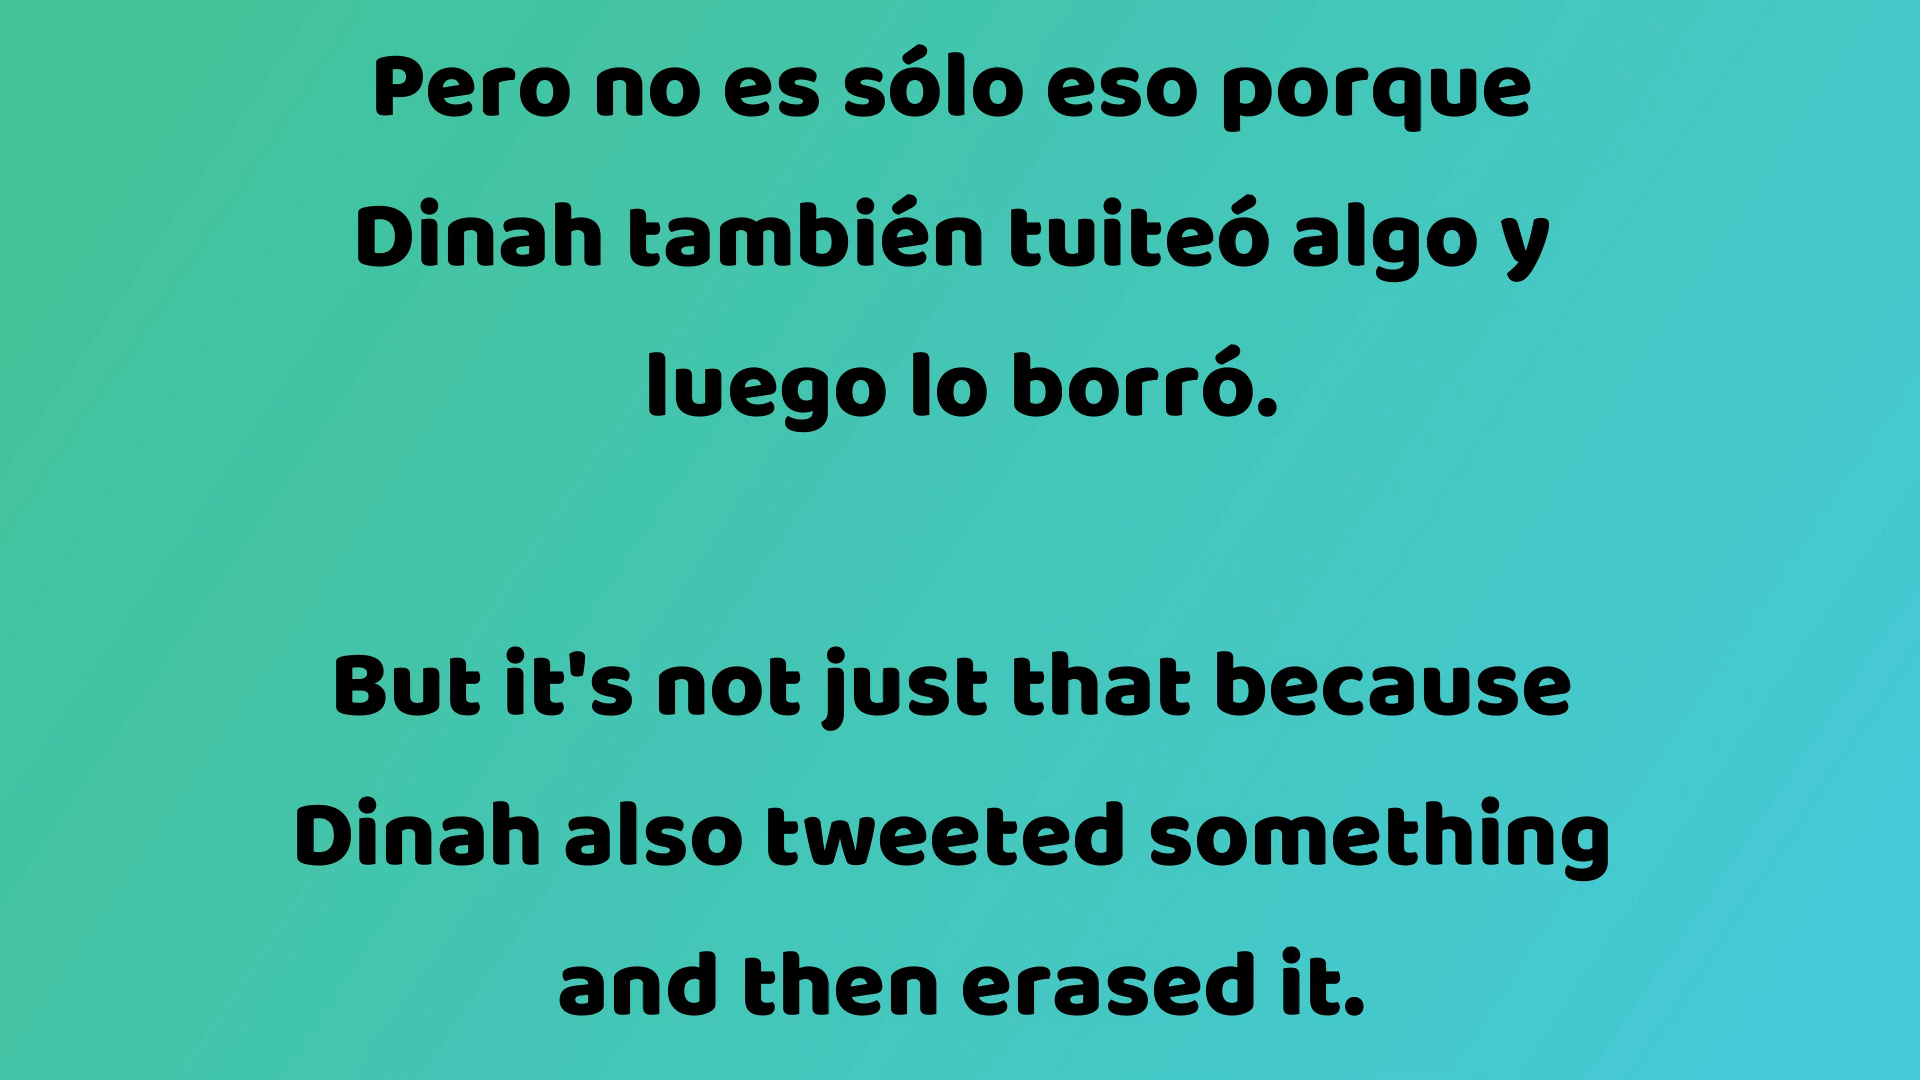 Pero no es sólo eso porque
Dinah también tuiteó algo y
luego lo borró.
But it's not just that because
Dinah also tweeted something
and then erased it.